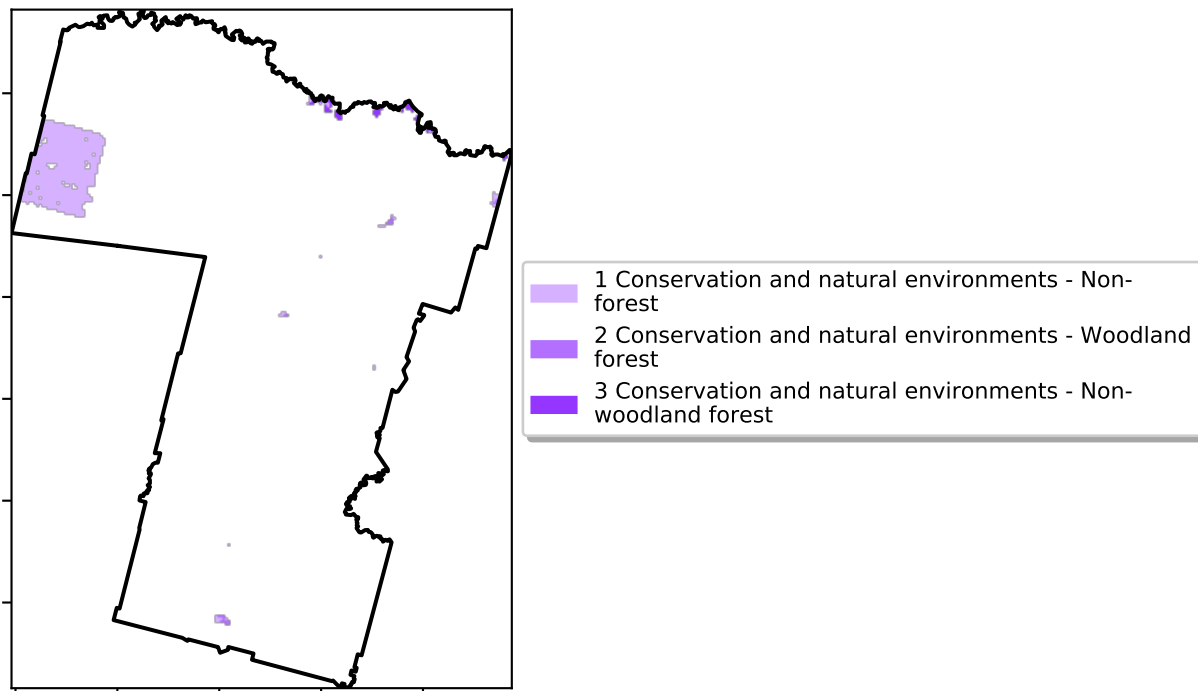 1 Conservation and natural environments - Non-
forest
2 Conservation and natural environments - Woodland
forest
3 Conservation and natural environments - Non-
woodland forest